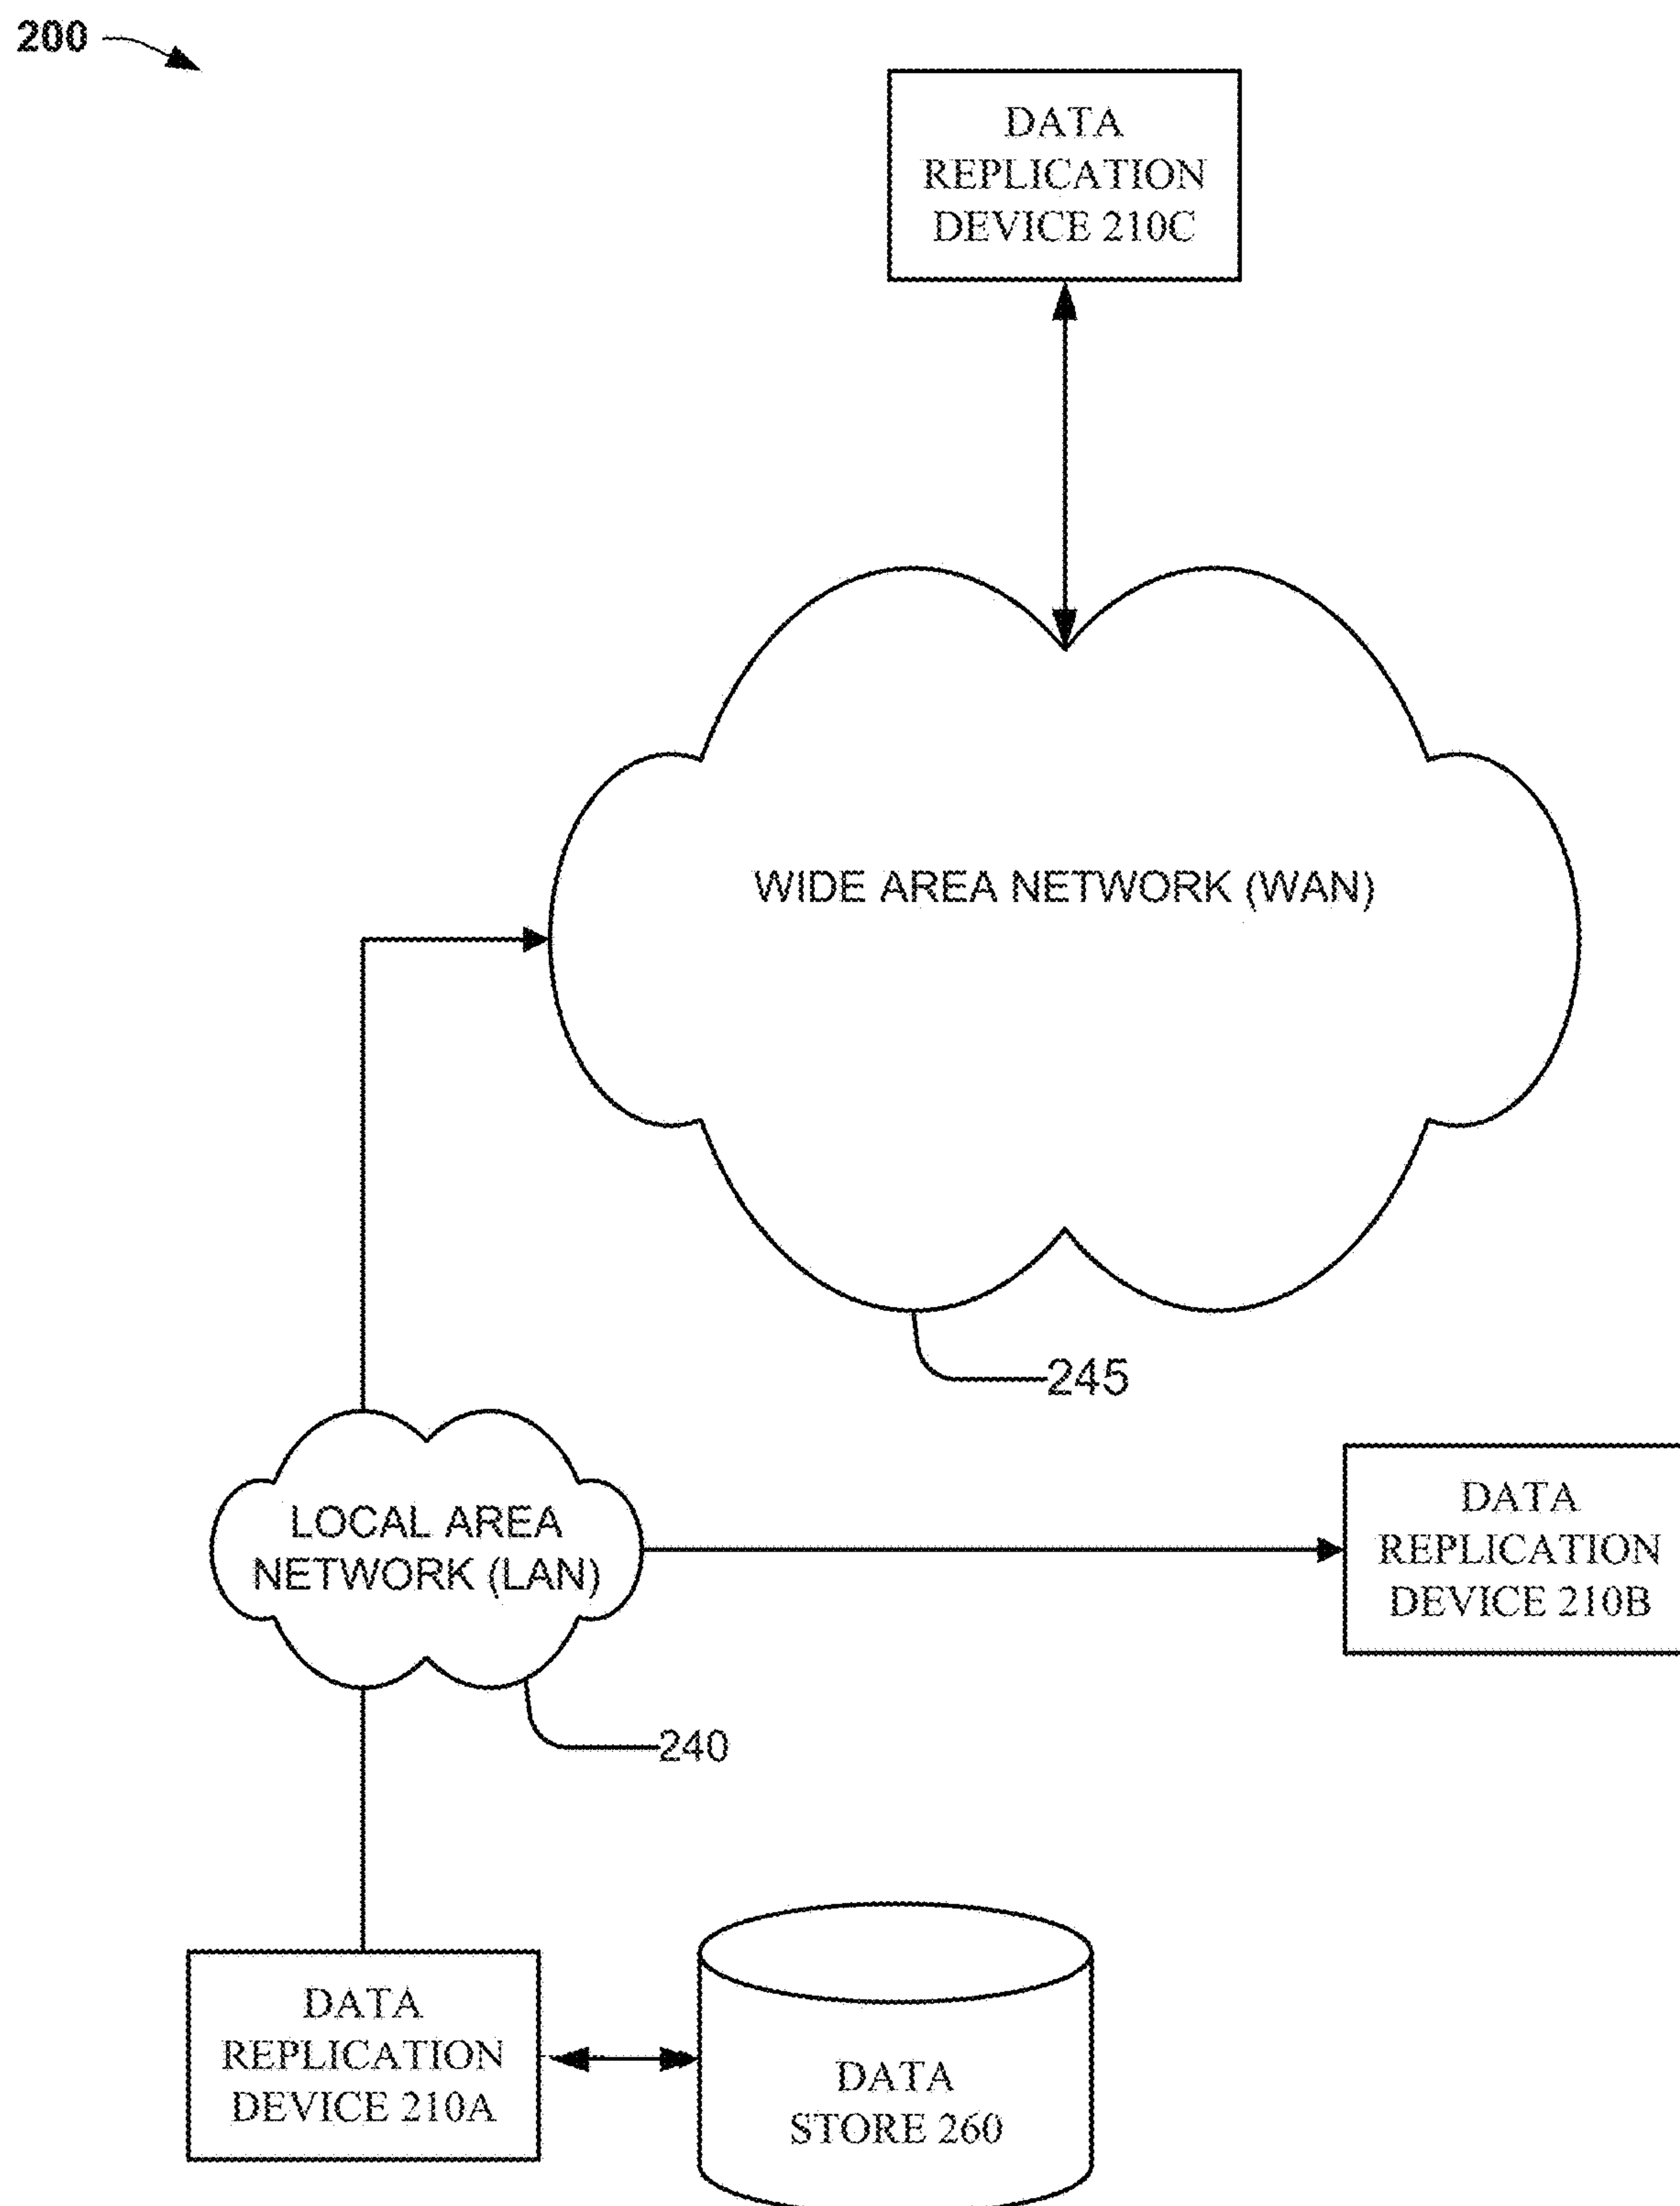 200
DATA
REPLICATION
DEVICE 210C
WIDE AREA NETWORK (WAN)
245
LOCAL AREA
NETWORK (LAN)
DATA
REPLICATION
DEVICE 210B
240
DATA
REPLICATION
DEVICE 210A
DATA
STORE 260